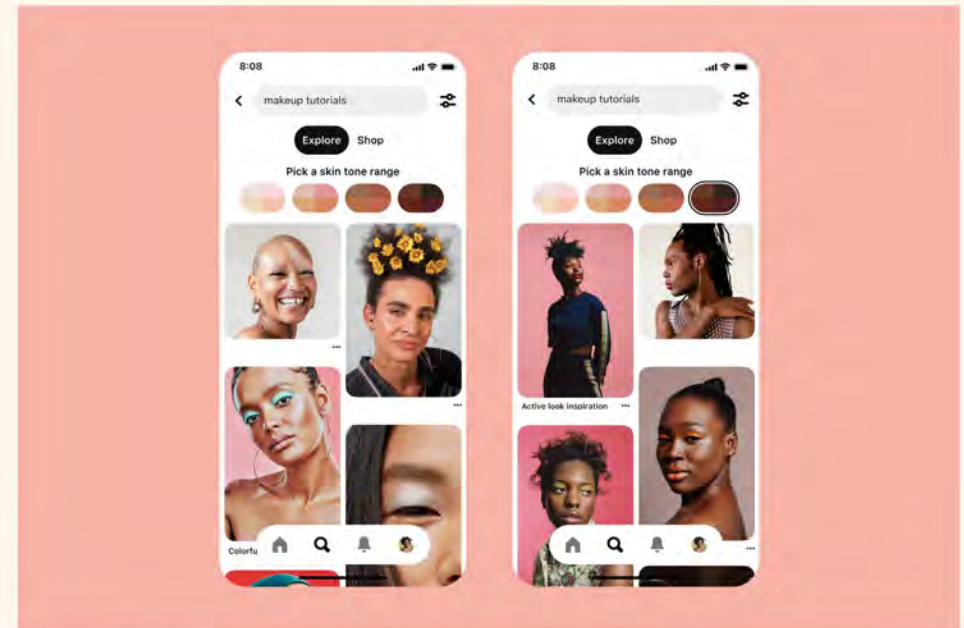 8:08
makeup tutorials
Explore Shop
Pick a skin tone range
Colorfu
8:08
makeup tutorials
Explore Shop
Pick a skin tone range
Active look inspiration